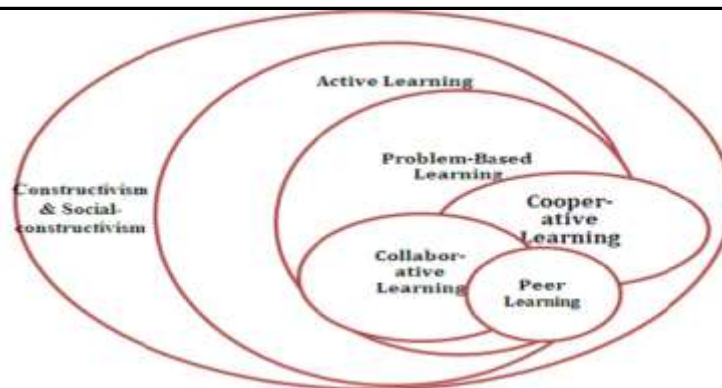 Active Learning
Problem-Based
Learning
Constructivism
& Social-
constructivism
Cooper-
ative
Learning
Collabor-
ative
Learning
Peer
Learning